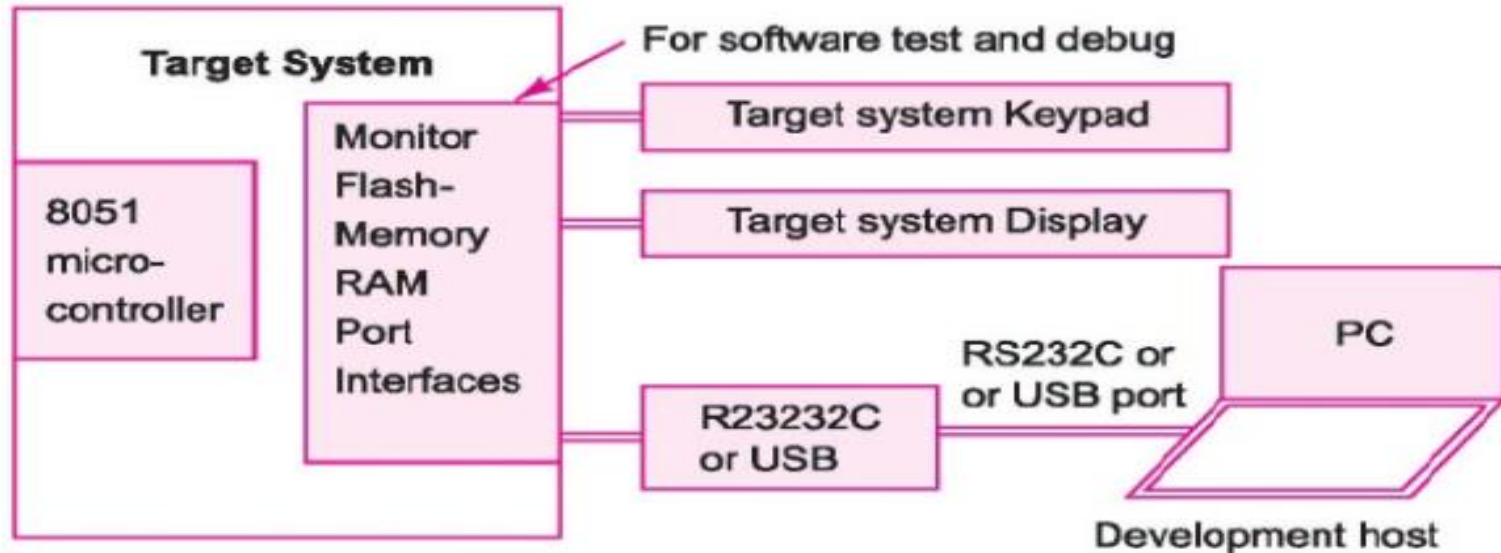 For software test and debug
Target System
Target system Keypad
Monitor
Flash-
Memory
RAM
Port
Interfaces
8051
micro-
controller
Target system Display
PC
RS232C or
or USB port
R23232C
or USB
Development host